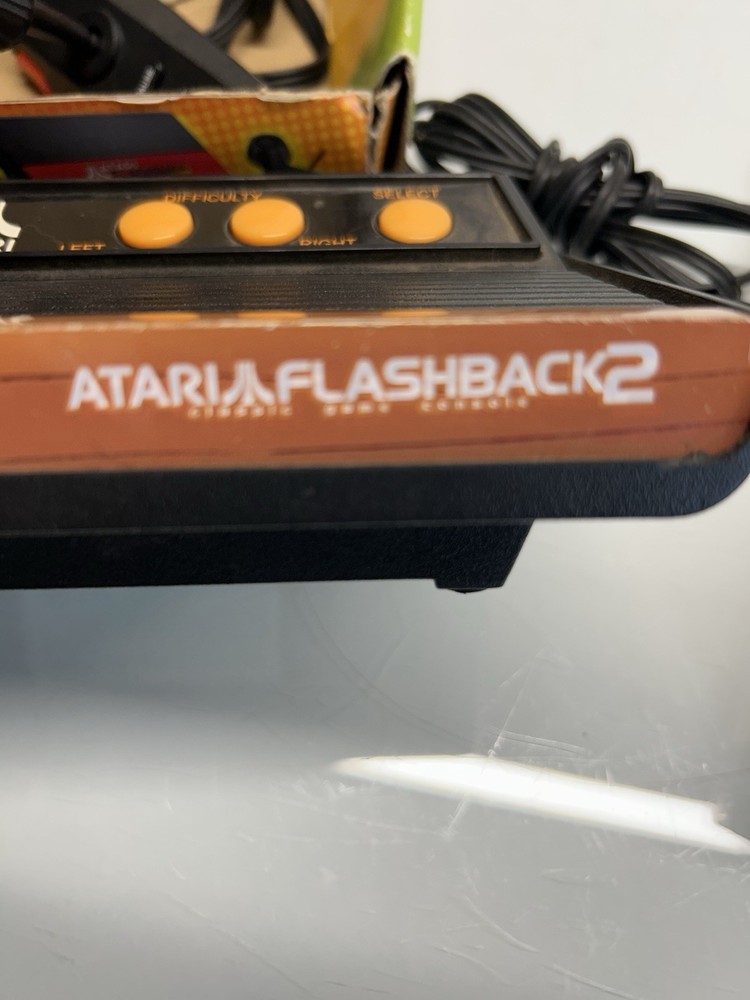 DIFFICULTY
SELECT
LEFT
RIGHT
ATARI FLASHBACK2
classic game console